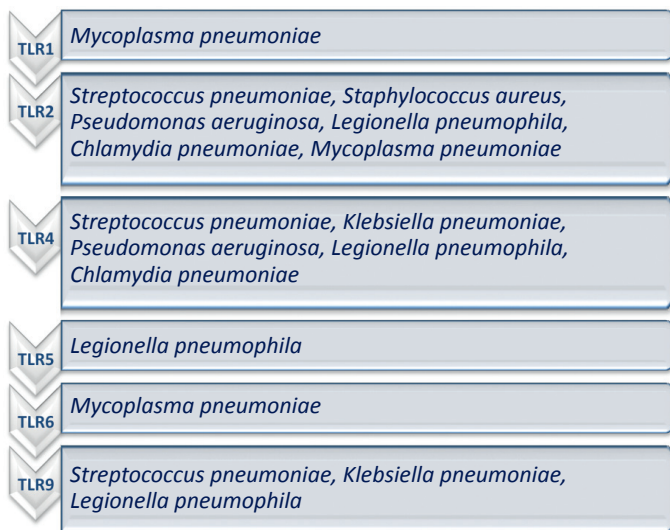 TLR1
Mycoplasma pneumoniae
TLR2
Streptococcus pneumoniae, Staphylococcus aureus,
Pseudomonas aeruginosa, Legionella pneumophila,
Chlamydia pneumoniae, Mycoplasma pneumoniae
TLR4
Streptococcus pneumoniae, Klebsiella pneumoniae,
Pseudomonas aeruginosa, Legionella pneumophila,
Chlamydia pneumoniae
TLR5
Legionella pneumophila
TLR6
Mycoplasma pneumoniae
TLR9
Streptococcus pneumoniae, Klebsiella pneumoniae,
Legionella pneumophila